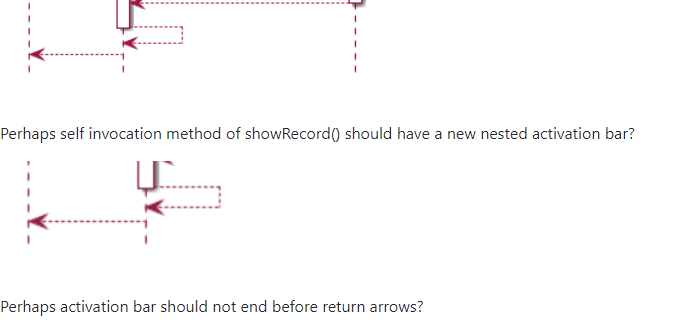 Perhaps self invocation method of showRecord() should have a new nested activation bar?
Perhaps activation bar should not end before return arrows?